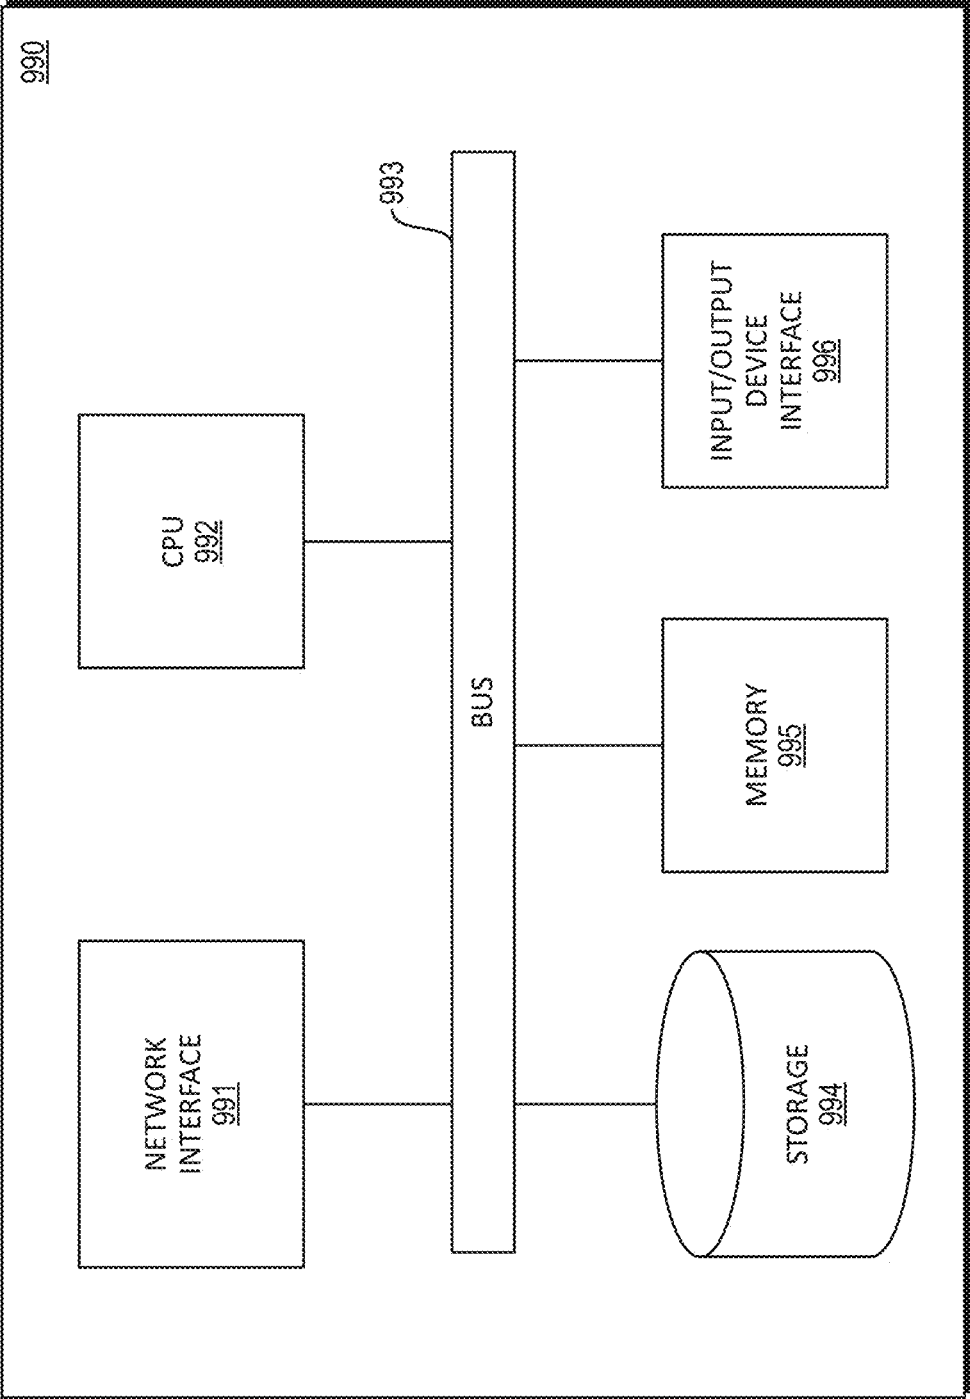 990
NETWORK
INTERFACE
991
CPU
992
993
BUS
STORAGE
994
MEMORY
995
INPUT/OUTPUT
DEVICE
INTERFACE
996